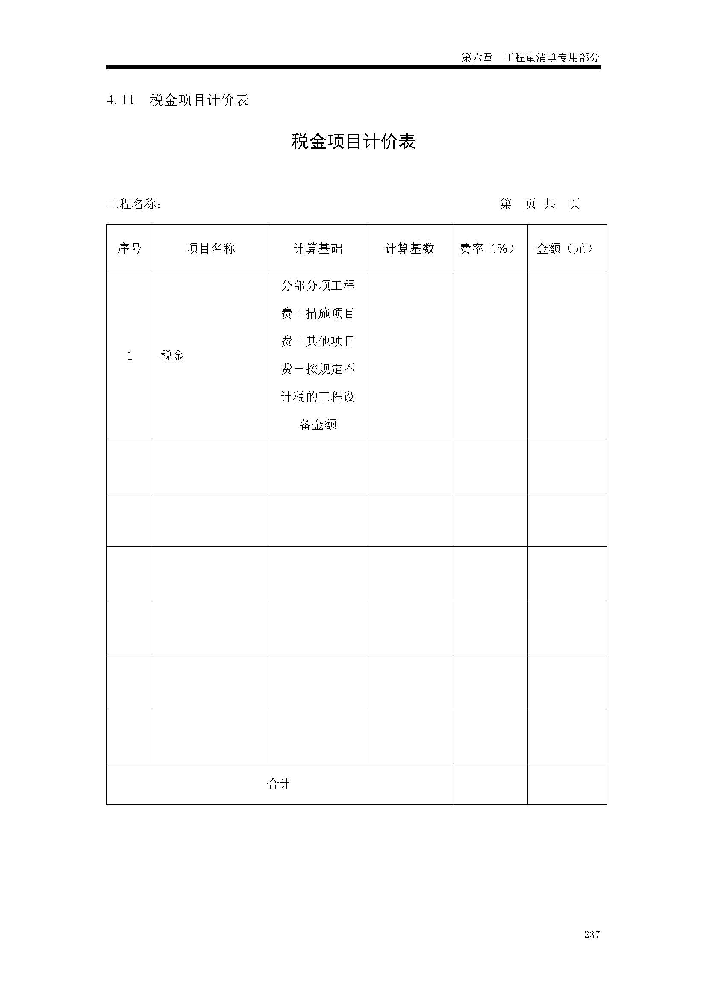 第六章　工程量清单专用部分
4.11　税金项目计价表
税金项目计价表
工程名称：　第　页 共　页
序号　项目名称　计算基础　计算基数　费率（%）　金额（元）
分部分项工程
费＋措施项目
费＋其他项目
1　税金
费－按规定不
计税的工程设
备金额
合计
237